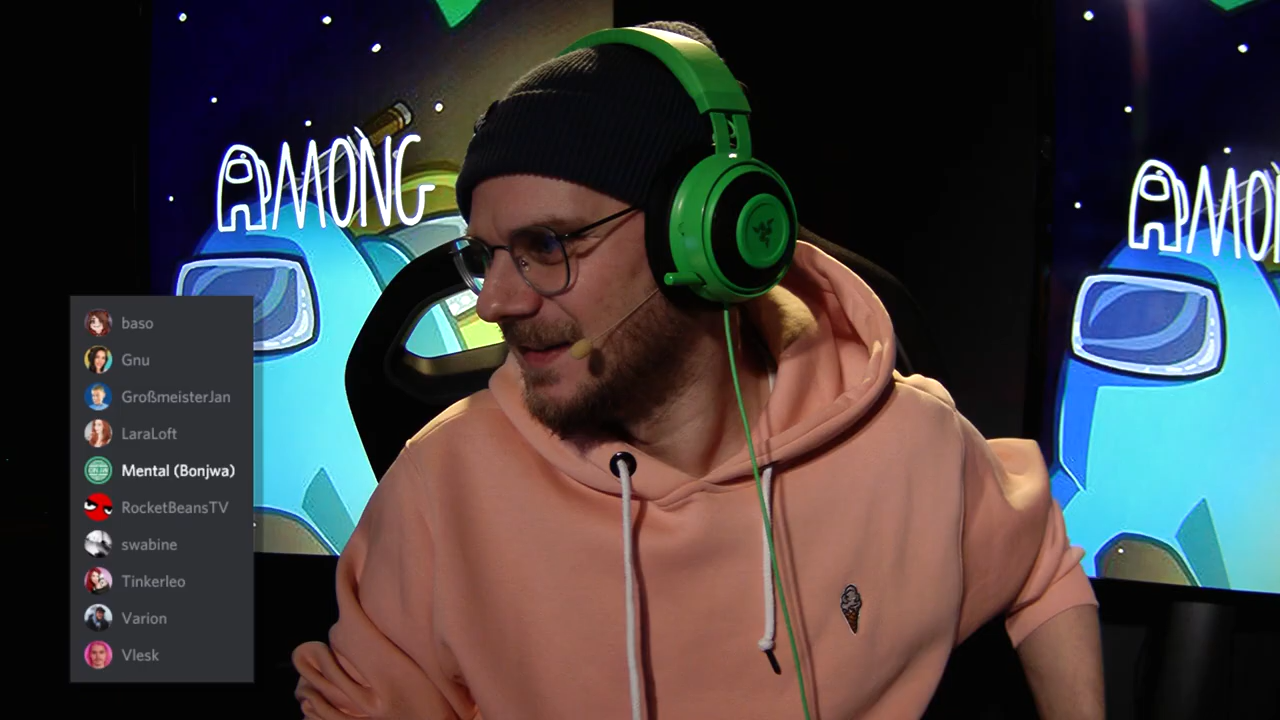 AMONG
AMONG
baso
Gnu
GroßmeisterJan
LaraLoft
Mental (Bonjwa)
RocketBeansTV
swabine
Tinkerleo
Varion
Vlesk